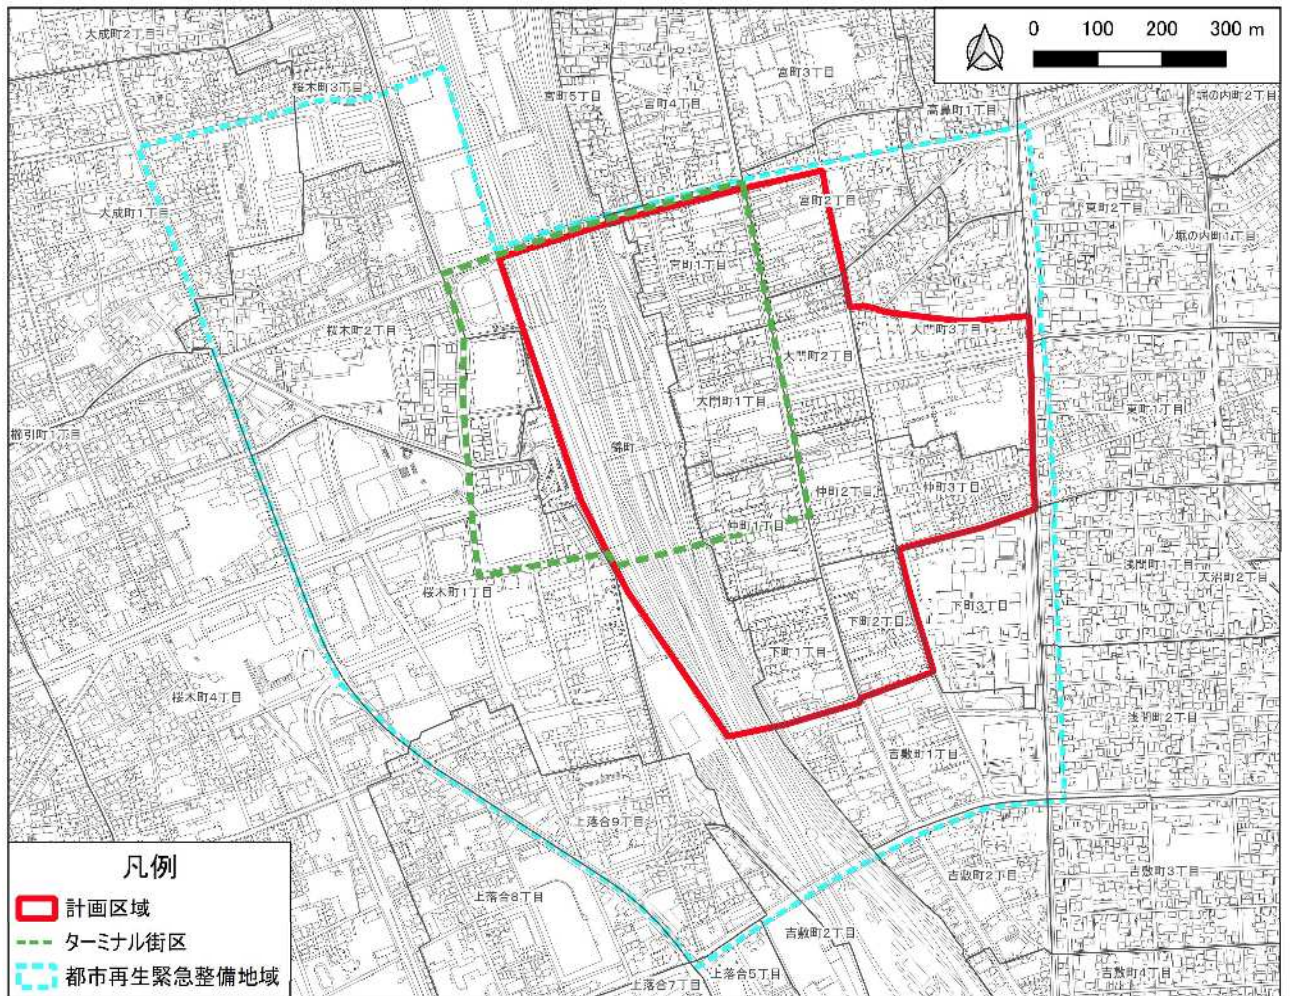 0 100 200 300 m
大成町2丁目
宮町3丁目
桜木町3丁目
宮町5丁目
宮町4丁目
堀の内町2丁目
高鼻町1丁目
大成町1丁目
宮町2丁目
東町2丁目
堀の内町1丁目
宮町1丁目
桜木町2丁目
大門町3丁目
大門町2丁目
大門町1丁目
東町1丁目
櫛引町1丁目
錦町
仲町3丁目
仲町2丁目
仲町1丁目
浅間町1丁目
大沼町2丁目
桜木町1丁目
下町3丁目
下町2丁目
下町1丁目
桜木町4丁目
浅間町2丁目
吉敷町1丁目
上落合9丁目
吉敷町3丁目
吉敷町2丁目
上落合8丁目
吉敷町2丁目
上落合5丁目
吉敷町4丁目
上落合7丁目
凡例
計画区域
ターミナル街区
都市再生緊急整備地域